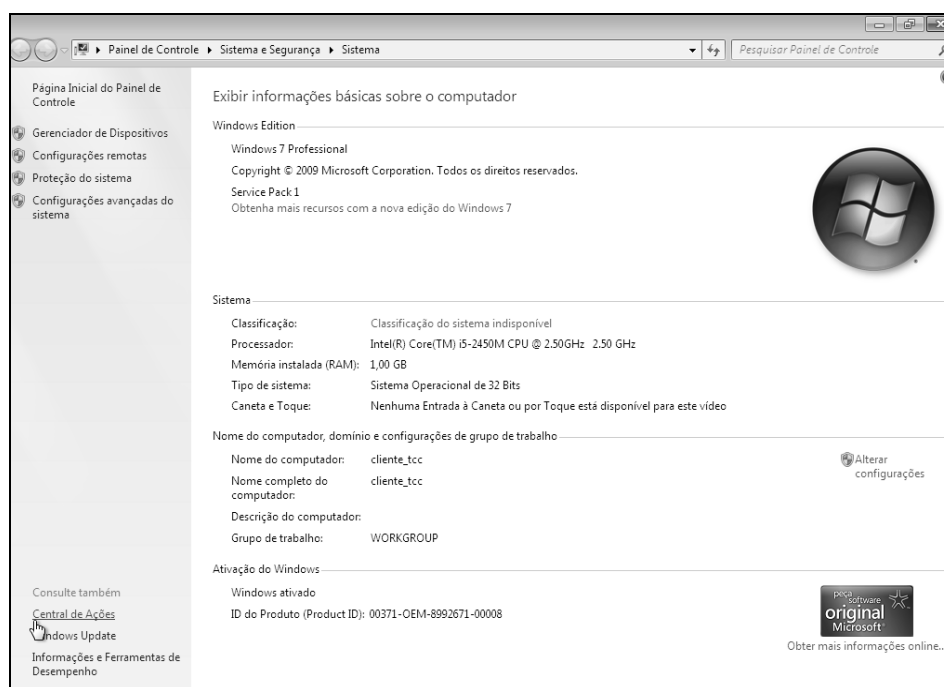 Painel de Controle ▸ Sistema e Segurança ▸ Sistema
Pesquisar Painel de Controle
Página Inicial do Painel de
Controle
Gerenciador de Dispositivos
Configurações remotas
Proteção do sistema
Configurações avançadas do
sistema
Exibir informações básicas sobre o computador
Windows Edition
Windows 7 Professional
Copyright © 2009 Microsoft Corporation. Todos os direitos reservados.
Service Pack 1
Obtenha mais recursos com a nova edição do Windows 7
Sistema
Classificação: Classificação do sistema indisponível
Processador: Intel(R) Core(TM) i5-2450M CPU @ 2.50GHz 2.50 GHz
Memória instalada (RAM): 1,00 GB
Tipo de sistema: Sistema Operacional de 32 Bits
Caneta e Toque: Nenhuma Entrada à Caneta ou por Toque está disponível para este vídeo
Nome do computador, domínio e configurações de grupo de trabalho
Nome do computador: cliente_tcc
Nome completo do cliente_tcc
computador:
Descrição do computador:
Grupo de trabalho: WORKGROUP
Alterar
configurações
Ativação do Windows
Windows ativado
ID do Produto (Product ID): 00371-OEM-8992671-00008
peça
software
original
Microsoft
Obter mais informações online...
Consulte também
Central de Ações
Windows Update
Informações e Ferramentas de
Desempenho